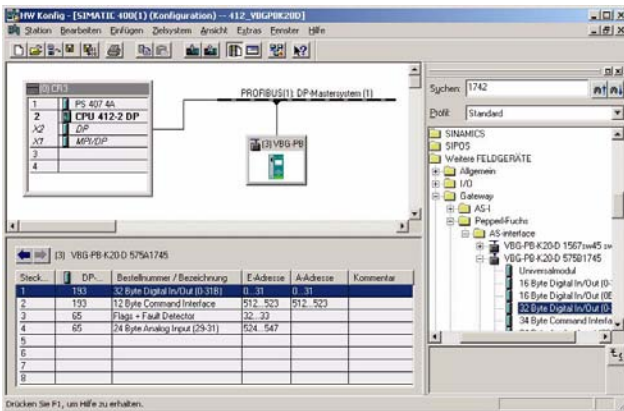 HW Konfig - [SIMATIC 400(1) (Konfiguration) -- 412_VBGPBK20D]
Station Bearbeiten Einfügen Zielsystem Ansicht Extras Fenster Hilfe
(0) CR3
1 PS 407 4A
2 CPU 412-2 DP
X2 DP
X1 MPI/DP
3
4
PROFIBUS(1): DP-Mastersystem (1)
(3) VBG-PB
Suchen: 1742
Profil: Standard
SINAMICS
SIPOS
Weitere FELDGERÄTE
Allgemein
I/O
Gateway
AS-I
Pepperl+Fuchs
AS-interface
VBG-PB-K20-D 1567
VBG-PB-K20-D 575B1745
Universalmodul
16 Byte Digital In/Out (0-
16 Byte Digital In/Out (0B
32 Byte Digital In/Out (0-
34 Byte Command Interfa
(3) VBG-PB-K20-D 575A1745
Steck... DP-... Bestellnummer / Bezeichnung E-Adresse A-Adresse Kommentar
1 193 32 Byte Digital In/Out (0-31B) 0...31 0...31
2 193 12 Byte Command Interface 512...523 512...523
3 65 Flags + Fault Detector 32...33
4 65 24 Byte Analog Input (29-31) 524...547
5
6
7
8
Drücken Sie F1, um Hilfe zu erhalten.